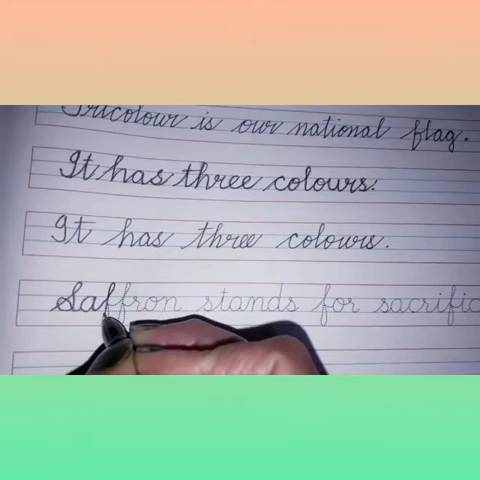 Tricolour is our national flag.
It has three colours.
It has three colours.
Saffron stands for sacrific